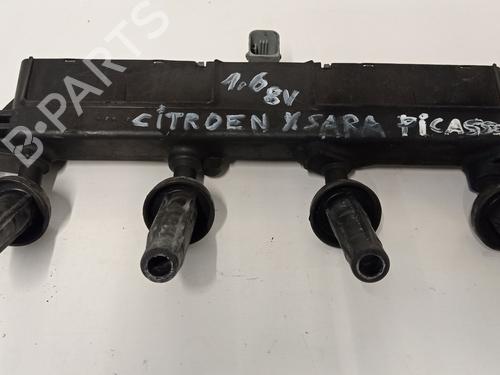 B-PARTS
1.6
8V
CITROEN XSARA PICASSO